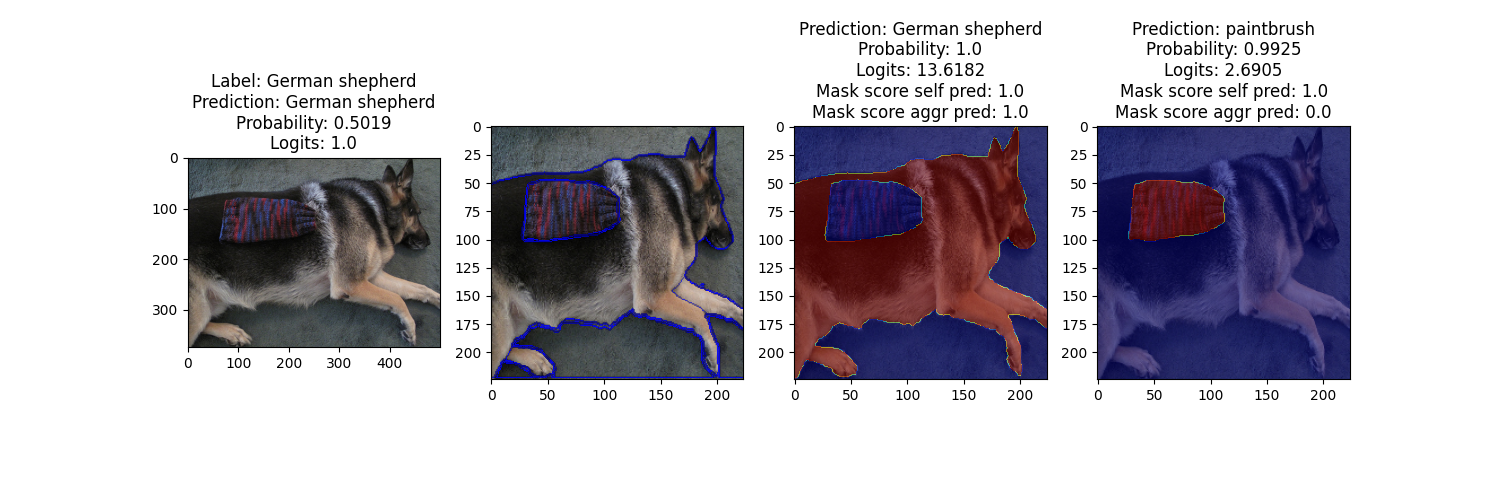 Label: German shepherd
Prediction: German shepherd
Probability: 0.5019
Logits: 1.0
0
100
200
300
0 100 200 300 400
0
25
50
75
100
125
150
175
200
0 50 100 150 200
Prediction: German shepherd
Probability: 1.0
Logits: 13.6182
Mask score self pred: 1.0
Mask score aggr pred: 1.0
0
25
50
75
100
125
150
175
200
0 50 100 150 200
Prediction: paintbrush
Probability: 0.9925
Logits: 2.6905
Mask score self pred: 1.0
Mask score aggr pred: 0.0
0
25
50
75
100
125
150
175
200
0 50 100 150 200